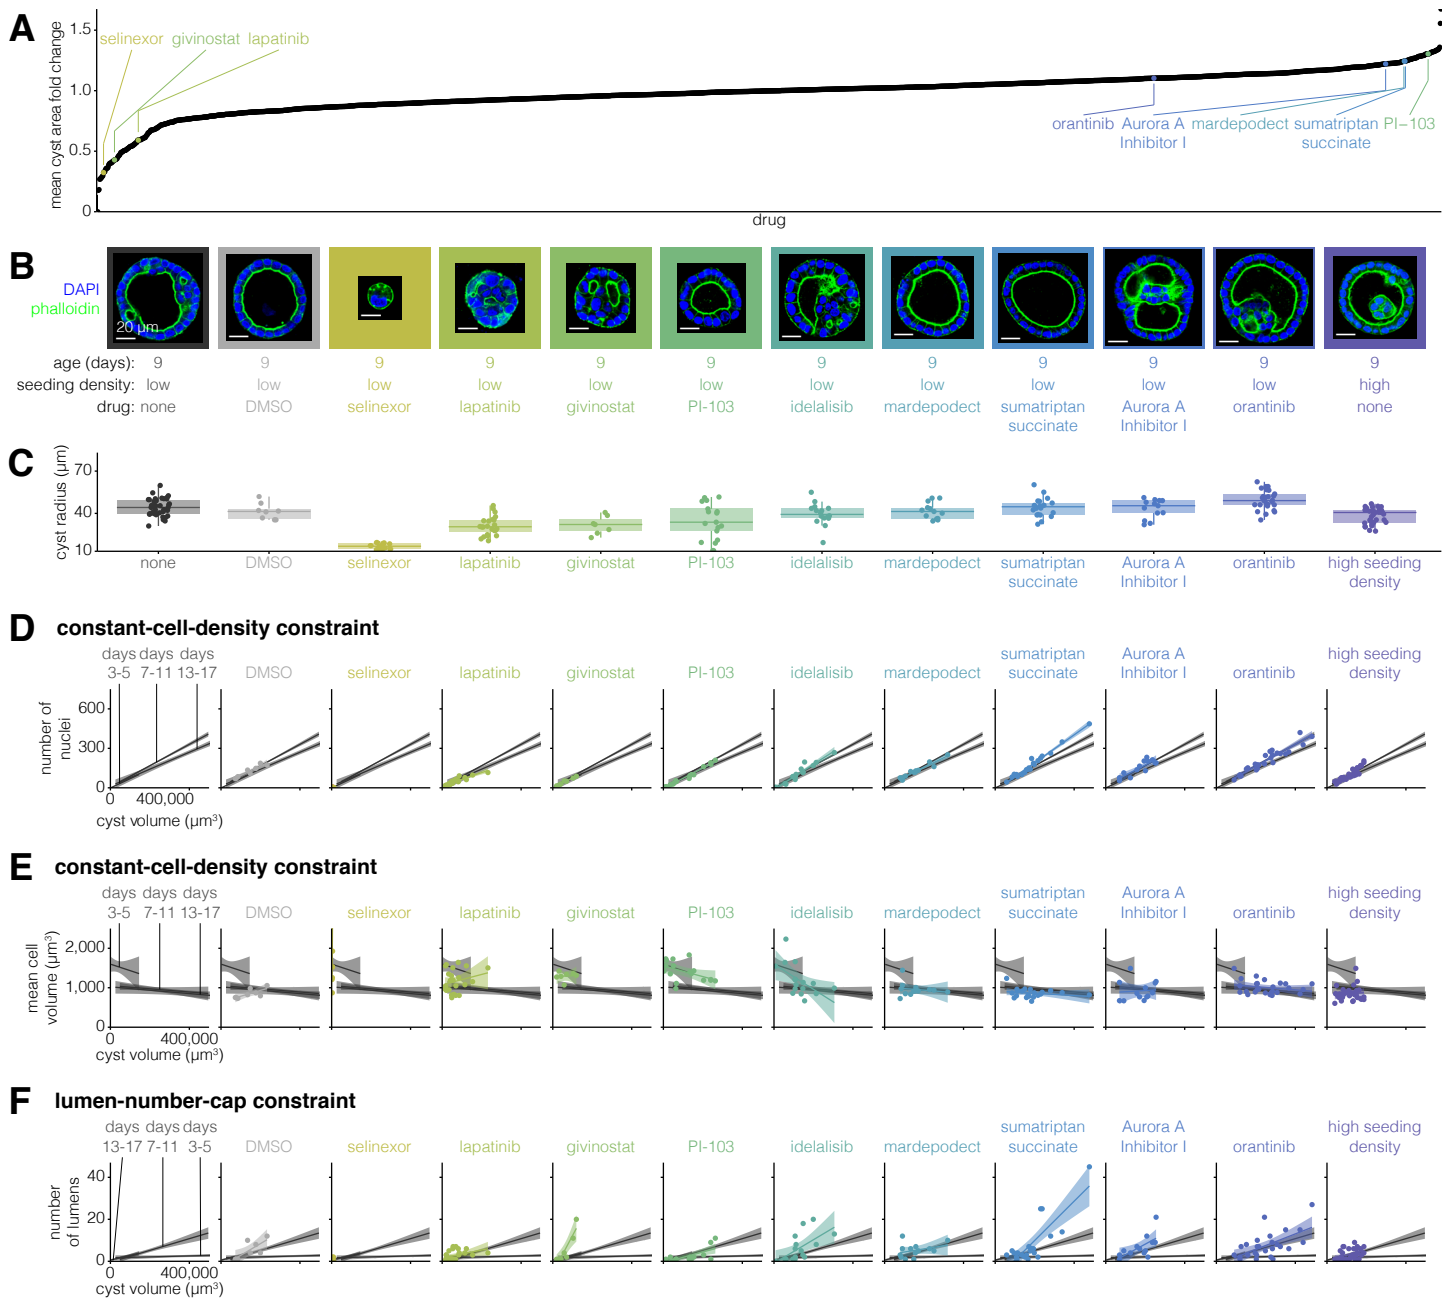 A
mean cyst area fold change
1.5
1.0
0.5
0
selinexor givinostat lapatinib
orantinib Aurora A mardepodect sumatriptan PI-103
Inhibitor I succinate
drug
B
DAPI
phalloidin
20 µm
age (days): 9 9 9 9 9 9 9 9 9 9 9 9
seeding density: low low low low low low low low low low low high
drug: none DMSO selinexor lapatinib givinostat PI-103 idelalisib mardepodect sumatriptan Aurora A orantinib none
succinate Inhibitor I
C
cyst radius (µm)
70
40
10
none DMSO selinexor lapatinib givinostat PI-103 idelalisib mardepodect sumatriptan Aurora A orantinib high seeding
succinate Inhibitor I density
D constant-cell-density constraint
days days days sumatriptan Aurora A high seeding
3-5 7-11 13-17 DMSO selinexor lapatinib givinostat PI-103 idelalisib mardepodect succinate Inhibitor I orantinib density
number of
nuclei
600
300
0
0 400,000
cyst volume (µm³)
E constant-cell-density constraint
days days days sumatriptan Aurora A high seeding
3-5 7-11 13-17 DMSO selinexor lapatinib givinostat PI-103 idelalisib mardepodect succinate Inhibitor I orantinib density
mean cell
volume (µm³)
2,000
1,000
0
0 400,000
cyst volume (µm³)
F lumen-number-cap constraint
days days days sumatriptan Aurora A high seeding
13-17 7-11 3-5 DMSO selinexor lapatinib givinostat PI-103 idelalisib mardepodect succinate Inhibitor I orantinib density
number
of lumens
40
20
0
0 400,000
cyst volume (µm³)